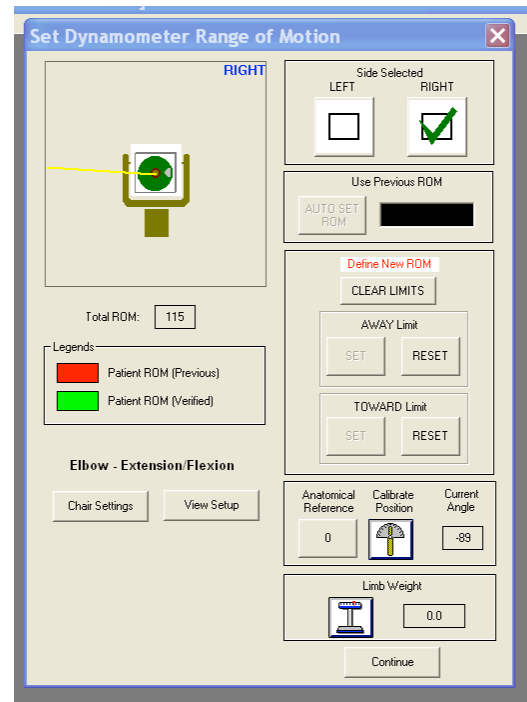 Set Dynamometer Range of Motion
RIGHT
Side Selected
LEFT RIGHT
Use Previous ROM
AUTO SET
ROM
Define New ROM
CLEAR LIMITS
Total ROM: 115
AWAY Limit
SET RESET
Legends
Patient ROM (Previous)
Patient ROM (Verified)
TOWARD Limit
SET RESET
Elbow - Extension/Flexion
Chair Settings View Setup
Anatomical
Reference
Calibrate
Position
Current
Angle
0 -89
Limb Weight
0.0
Continue